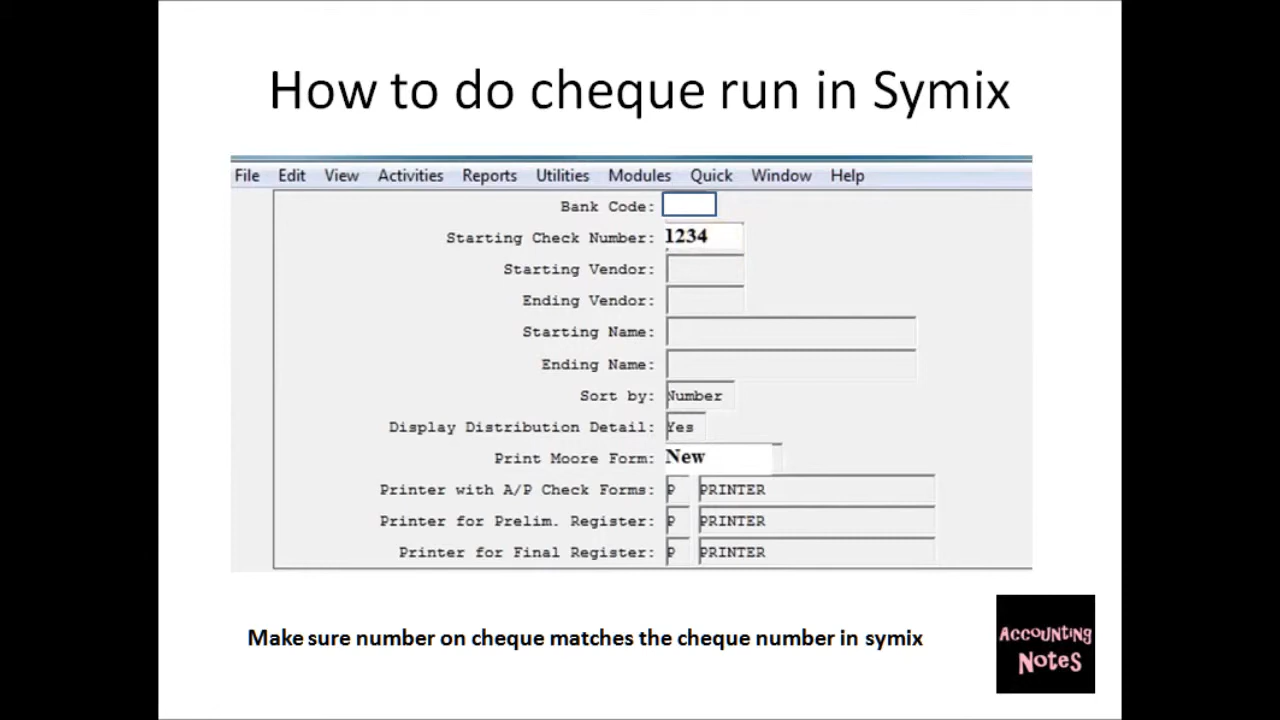 How to do cheque run in Symix
File Edit View Activities Reports Utilities Modules Quick Window Help
Bank Code:
Starting Check Number: 1234
Starting Vendor:
Ending Vendor:
Starting Name:
Ending Name:
Sort by: Number
Display Distribution Detail: Yes
Print Moore Form: New
Printer with A/P Check Forms: P PRINTER
Printer for Prelim. Register: P PRINTER
Printer for Final Register: P PRINTER
Make sure number on cheque matches the cheque number in symix
Accounting
Notes